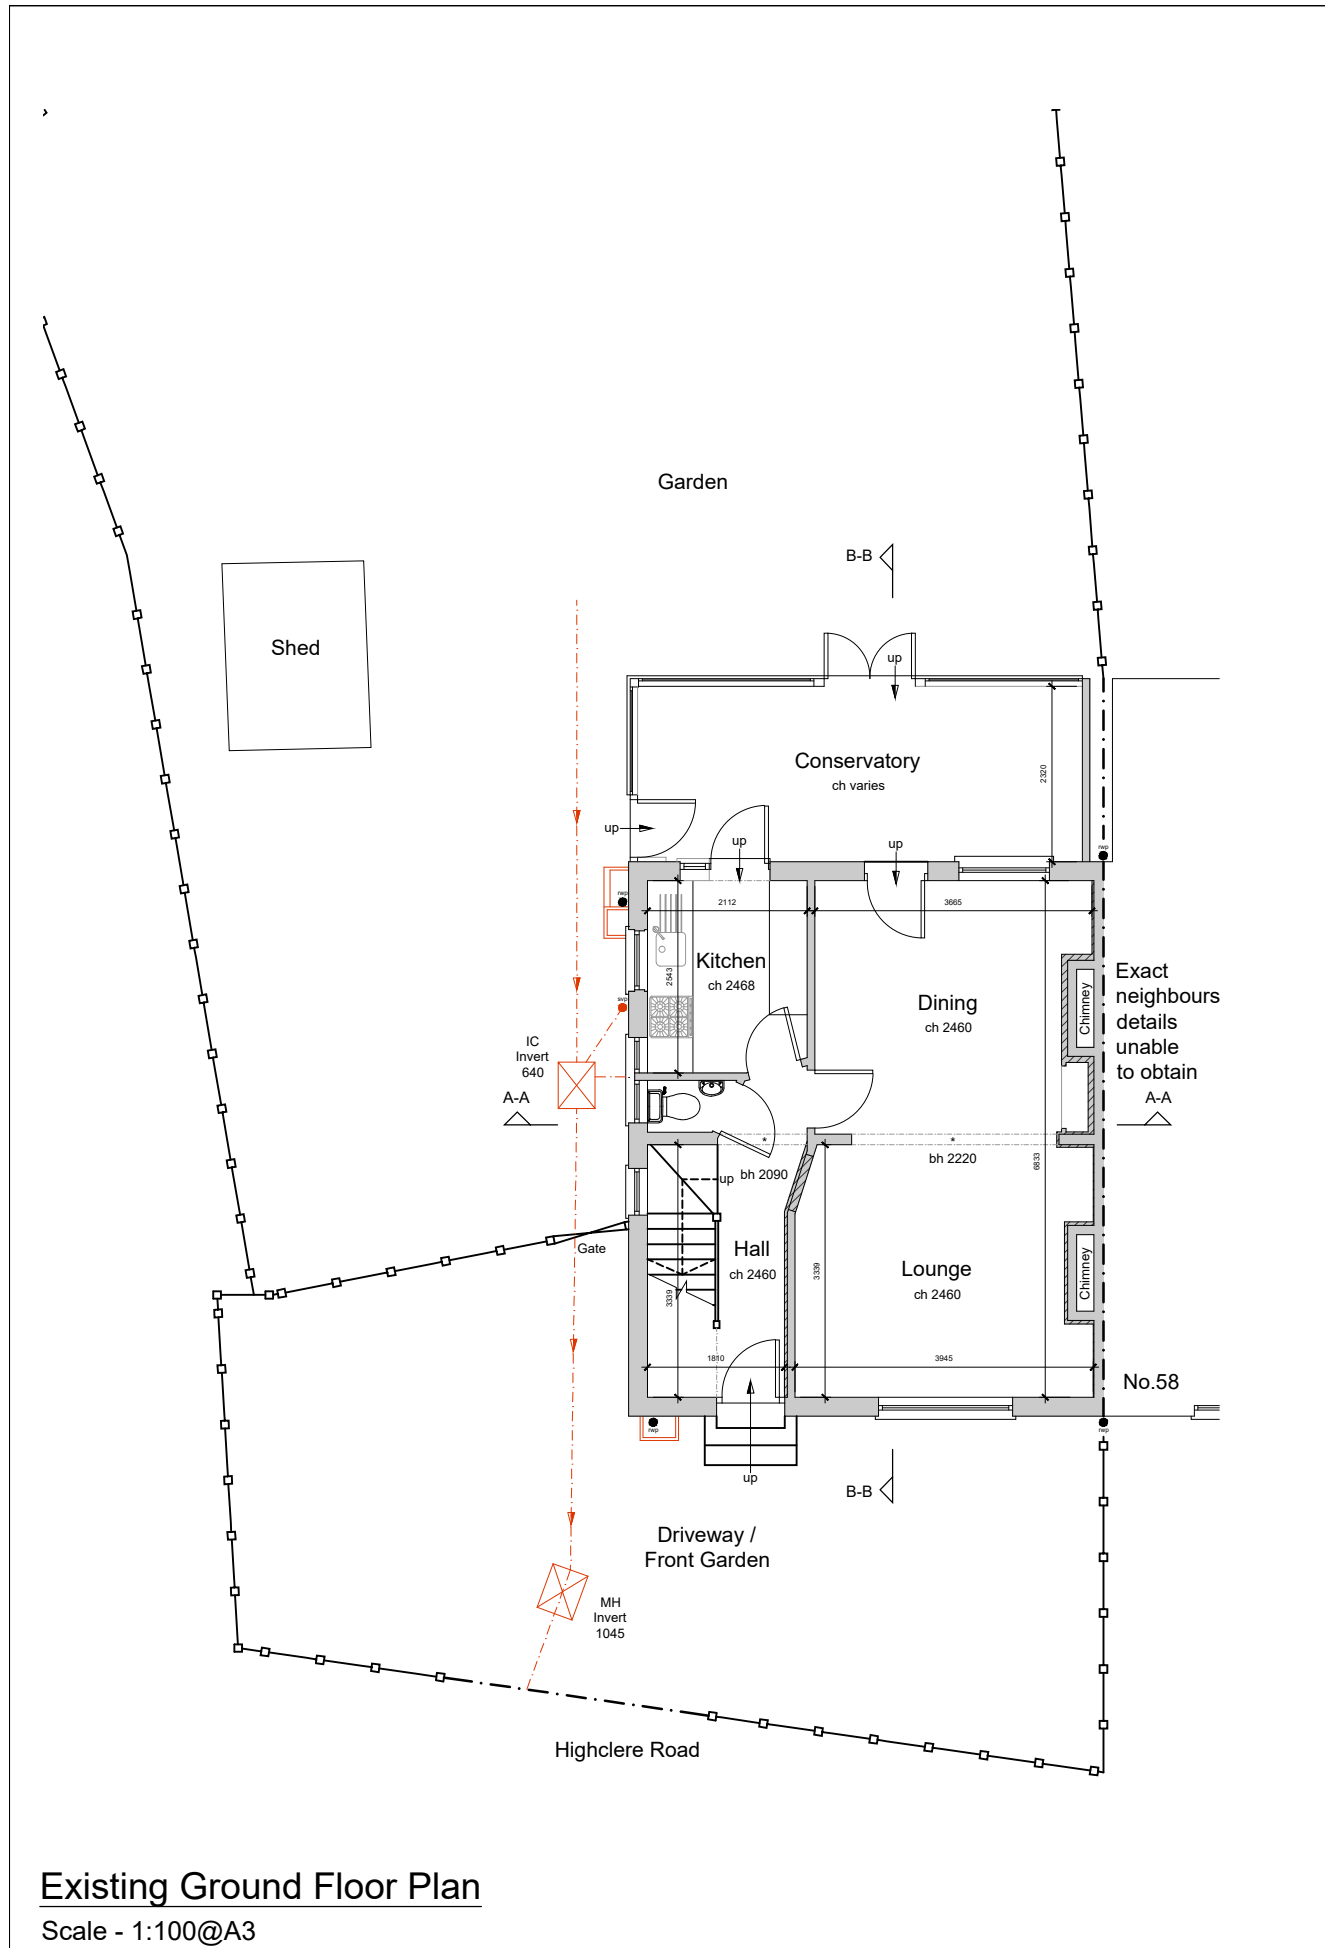 Garden
B-B
Shed
up
Conservatory
ch varies
2320
up
up
up
rwp
rwp
2112
3665
Kitchen
ch 2468
2543
Dining
ch 2460
Chimney
Exact
neighbours
details
unable
to obtain
svp
IC
Invert
640
A-A
A-A
*
*
bh 2090
bh 2220
6833
up
Gate
Hall
ch 2460
3339
3339
Lounge
ch 2460
Chimney
1810
3945
No.58
rwp
rwp
up
B-B
Driveway /
Front Garden
MH
Invert
1045
Highclere Road
Existing Ground Floor Plan
Scale - 1:100@A3